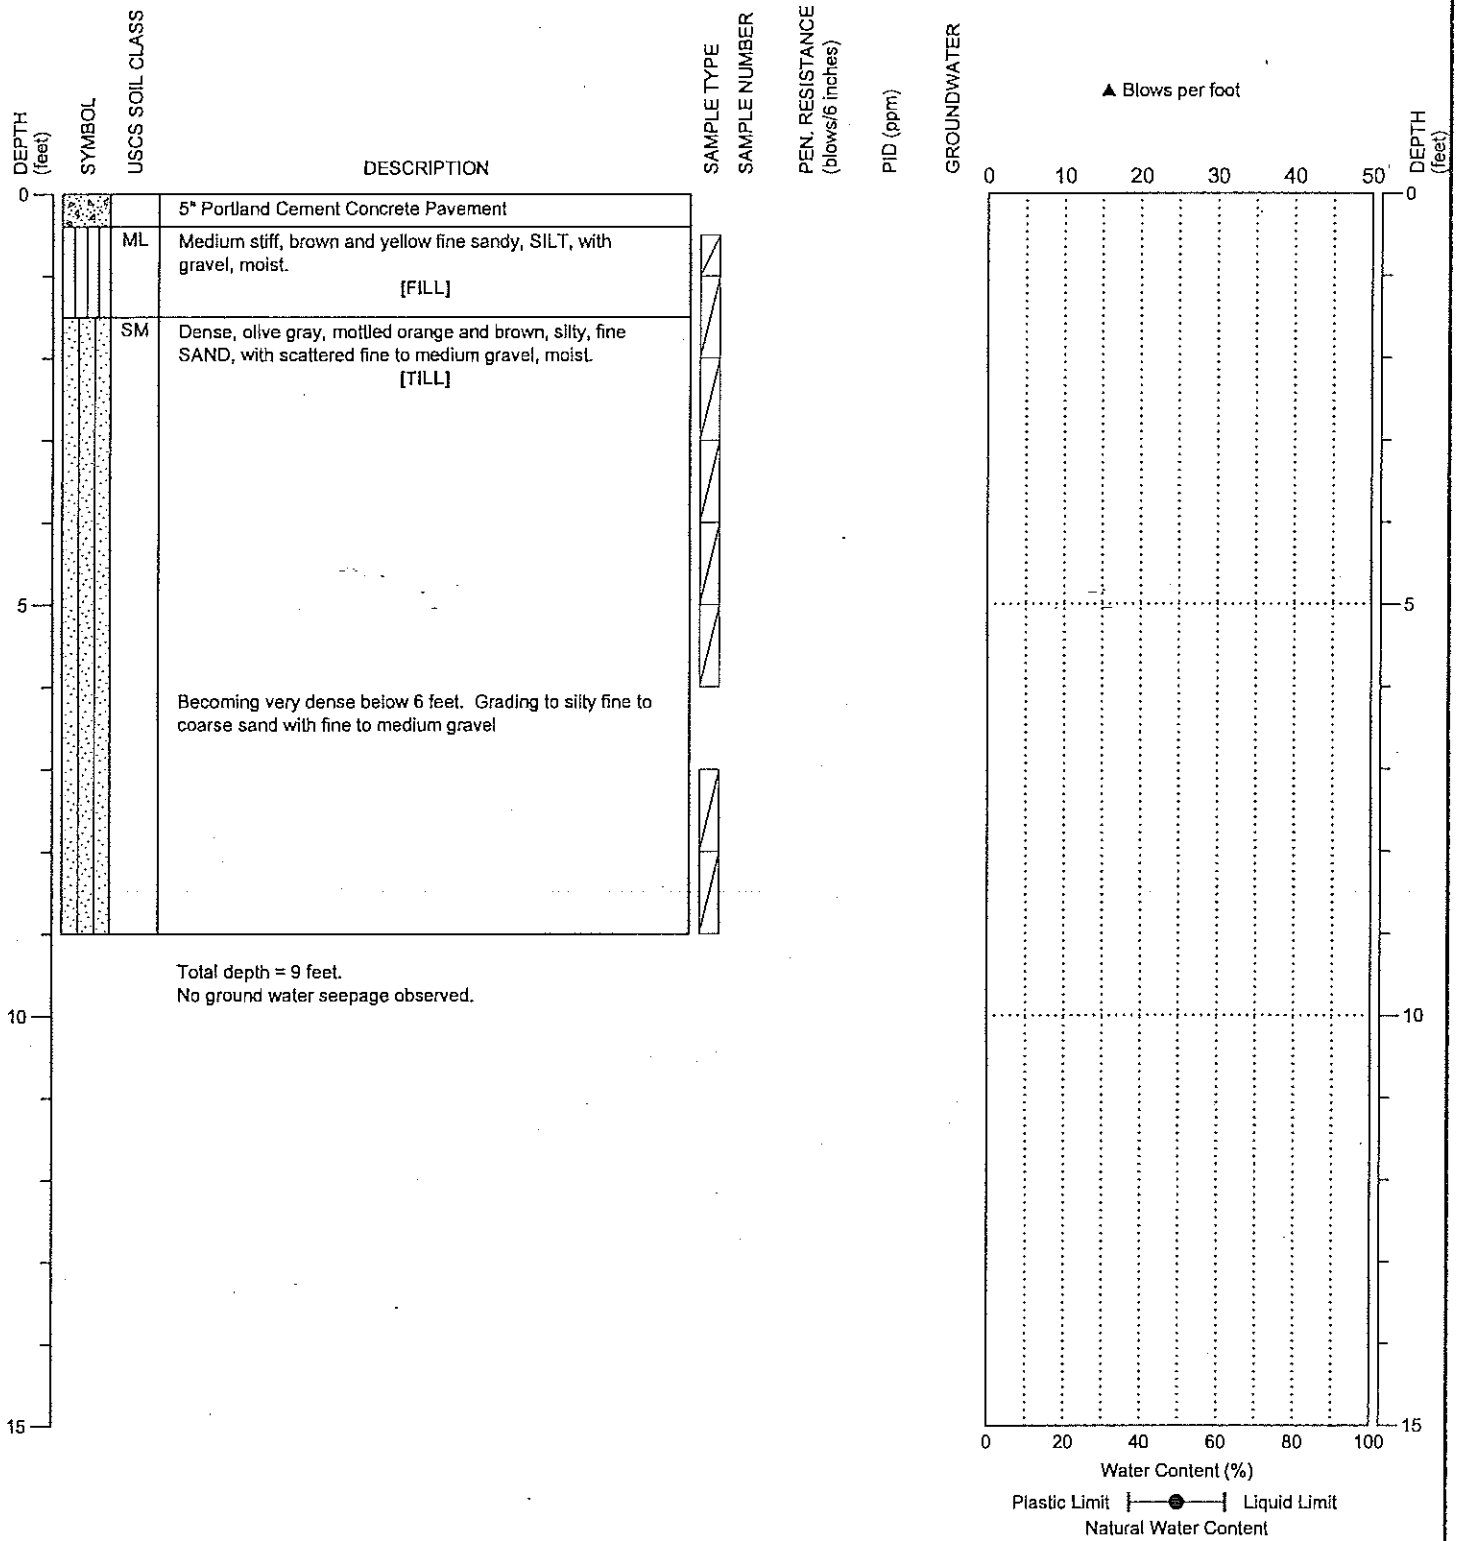 DEPTH
(feet)
SYMBOL
USCS SOIL CLASS
DESCRIPTION
SAMPLE TYPE
SAMPLE NUMBER
PEN. RESISTANCE
(blows/6 inches)
PID (ppm)
GROUNDWATER
▲ Blows per foot
DEPTH
(feet)
0 10 20 30 40 50
0
0
5" Portland Cement Concrete Pavement
ML
Medium stiff, brown and yellow fine sandy, SILT, with
gravel, moist.
[FILL]
SM
Dense, olive gray, mottled orange and brown, silty, fine
SAND, with scattered fine to medium gravel, moist.
[TILL]
5
5
Becoming very dense below 6 feet. Grading to silty fine to
coarse sand with fine to medium gravel
Total depth = 9 feet.
No ground water seepage observed.
10
10
15
15
0 20 40 60 80 100
Water Content (%)
Plastic Limit Liquid Limit
Natural Water Content